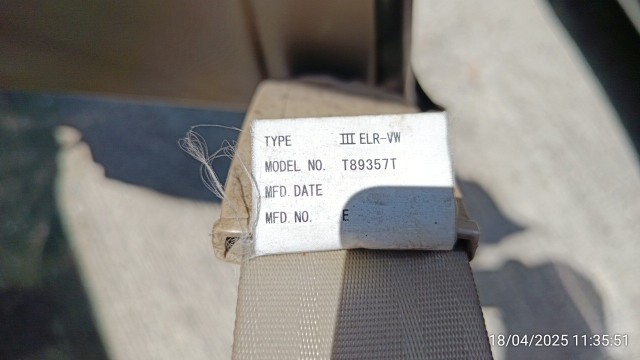 TYPE III ELR-VW
MODEL NO. T89357T
MFD. DATE
MFD. NO. E
18/04/2025 11:35:51